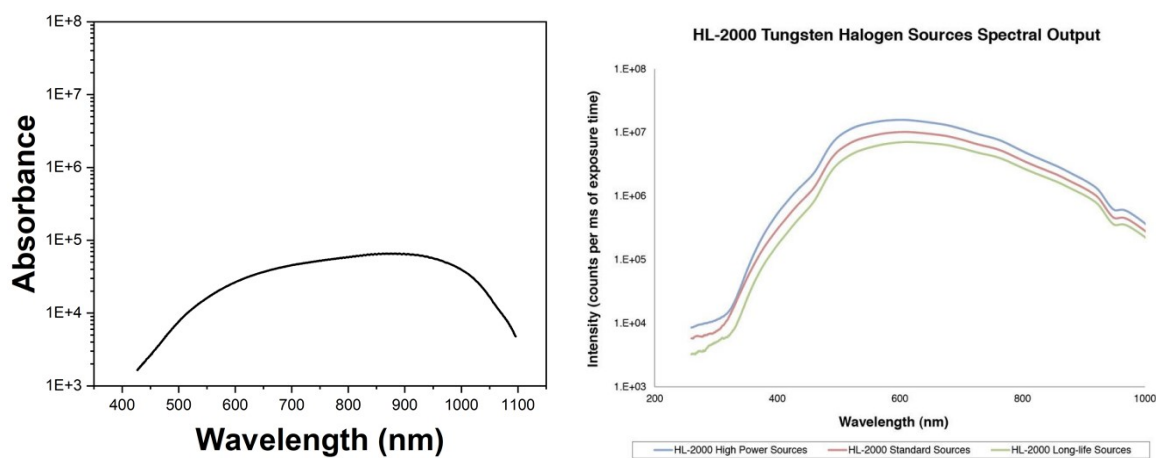 1E+8
1E+7
1E+6
1E+5
1E+4
1E+3
Absorbance
400 500 600 700 800 900 1000 1100
Wavelength (nm)
HL-2000 Tungsten Halogen Sources Spectral Output
1.E+08
1.E+07
1.E+06
1.E+05
1.E+04
1.E+03
Intensity (counts per ms of exposure time)
200 400 600 800 1000
Wavelength (nm)
HL-2000 High Power Sources HL-2000 Standard Sources HL-2000 Long-life Sources